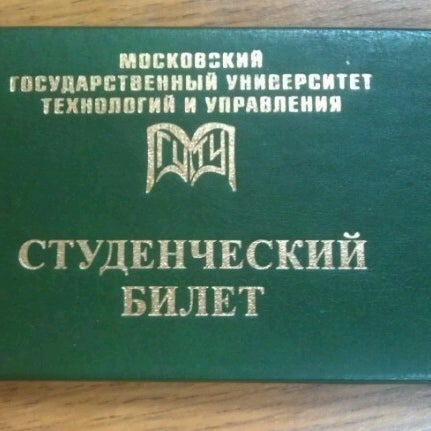 МОСКОВСКИЙ
ГОСУДАРСТВЕННЫЙ УНИВЕРСИТЕТ
ТЕХНОЛОГИЙ И УПРАВЛЕНИЯ
СТУДЕНЧЕСКИЙ
БИЛЕТ